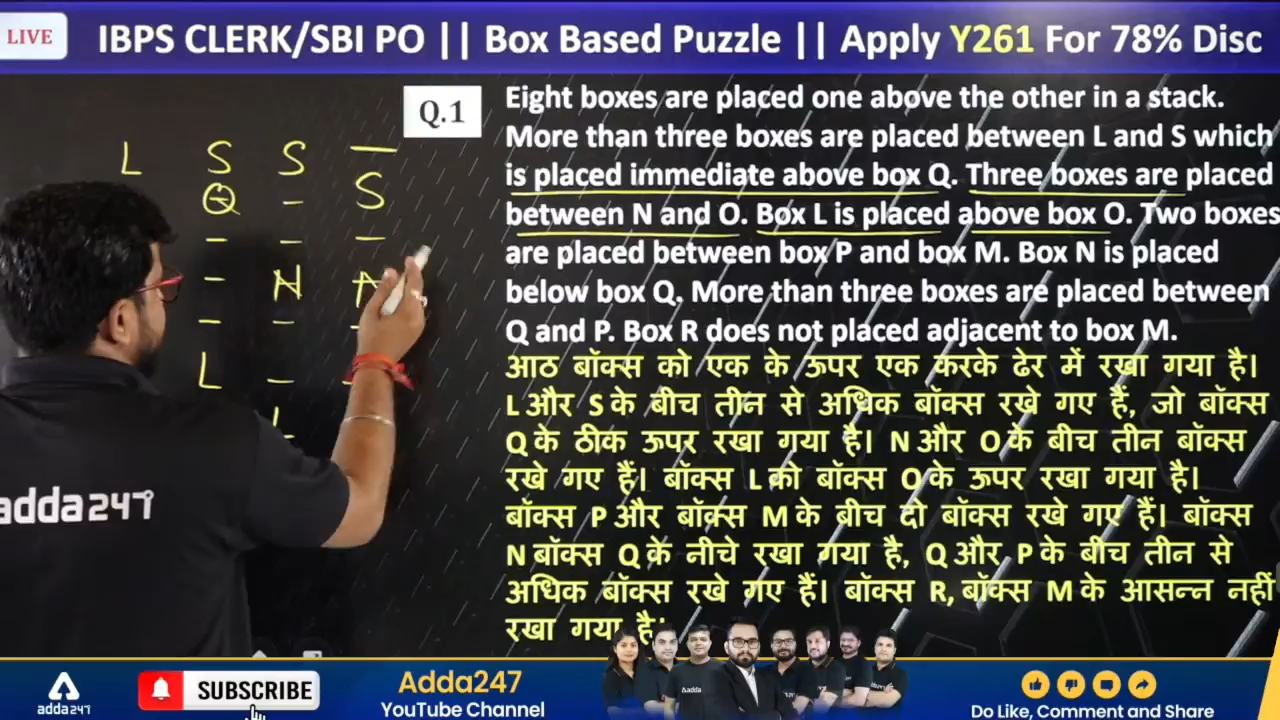 LIVE
IBPS CLERK/SBI PO || Box Based Puzzle || Apply Y261 For 78% Disc
Q.1
Eight boxes are placed one above the other in a stack.
More than three boxes are placed between L and S which
is placed immediate above box Q. Three boxes are placed
between N and O. Box L is placed above box O. Two boxes
are placed between box P and box M. Box N is placed
below box Q. More than three boxes are placed between
Q and P. Box R does not placed adjacent to box M.
आठ बॉक्स को एक के ऊपर एक करके ढेर में रखा गया है।
L और S के बीच तीन से अधिक बॉक्स रखे गए हैं, जो बॉक्स
Q के ठीक ऊपर रखा गया है। N और O के बीच तीन बॉक्स
रखे गए हैं। बॉक्स L को बॉक्स O के ऊपर रखा गया है।
बॉक्स P और बॉक्स M के बीच दो बॉक्स रखे गए हैं। बॉक्स
N बॉक्स Q के नीचे रखा गया है, Q और P के बीच तीन से
अधिक बॉक्स रखे गए हैं। बॉक्स R, बॉक्स M के आसन्न नहीं
रखा गया है
L S S –
Q – S
– – –
– N
– –
L –
L
adda247
adda247
SUBSCRIBE
Adda247
YouTube Channel
Do Like, Comment and Share